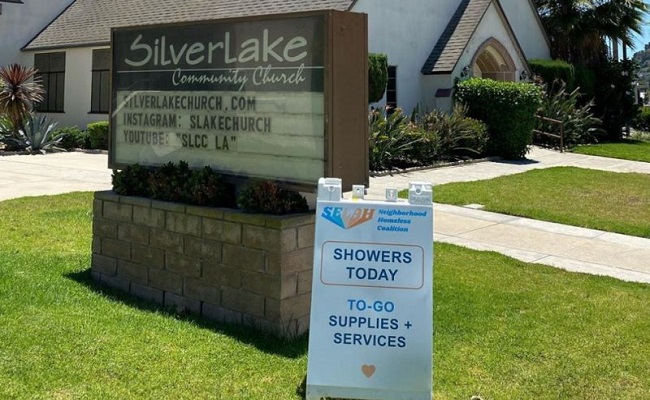 SilverLake
Community Church
SILVERLAKECHURCH.COM
INSTAGRAM: SLAKECHURCH
YOUTUBE: "SLCC LA"
SELAH Neighborhood
Homeless
Coalition
SHOWERS
TODAY
TO-GO
SUPPLIES +
SERVICES